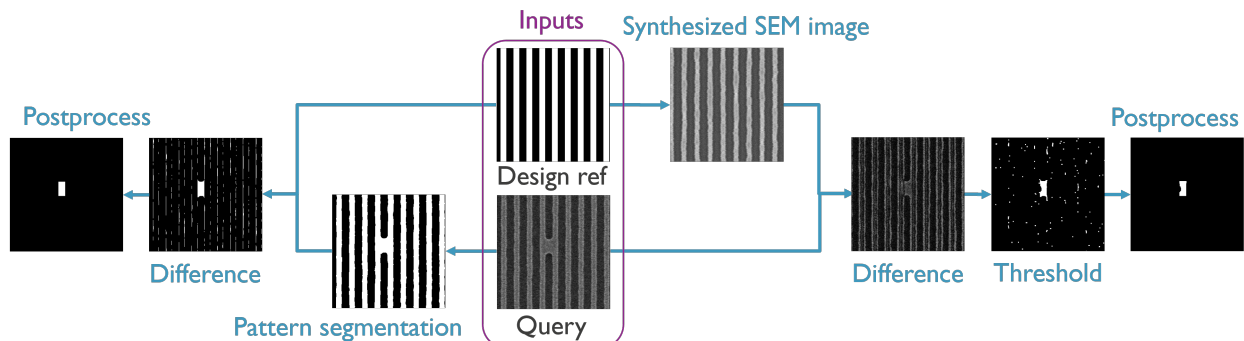 Inputs
Synthesized SEM image
Postprocess
Postprocess
Design ref
Difference
Difference
Threshold
Pattern segmentation
Query